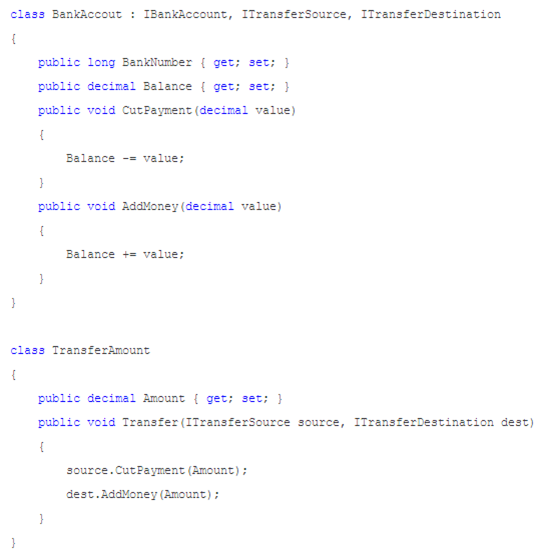 class BankAccout : IBankAccount, ITransferSource, ITransferDestination
{
    public long BankNumber { get; set; }
    public decimal Balance { get; set; }
    public void CutPayment(decimal value)
    {
        Balance -= value;
    }
    public void AddMoney(decimal value)
    {
        Balance += value;
    }
}

class TransferAmount
{
    public decimal Amount { get; set; }
    public void Transfer(ITransferSource source, ITransferDestination dest)
    {
        source.CutPayment(Amount);
        dest.AddMoney(Amount);
    }
}